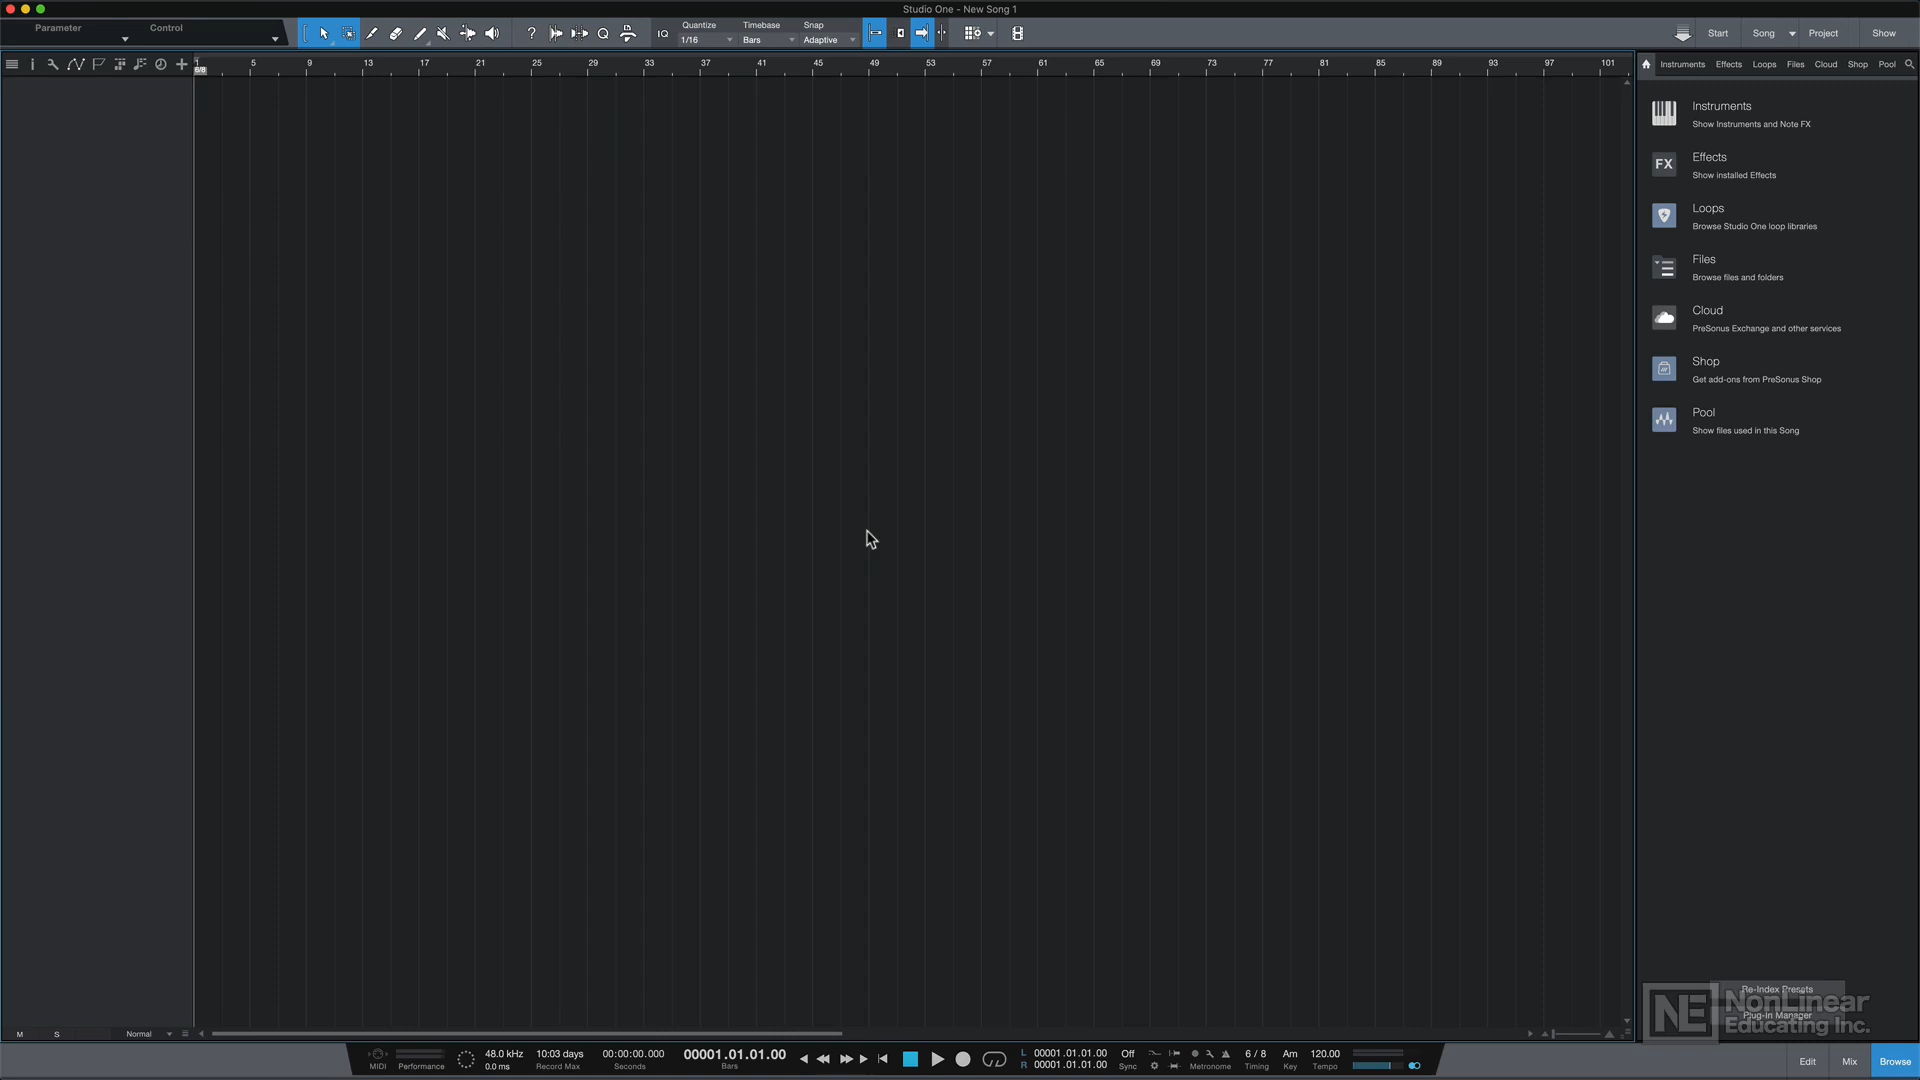 Studio One - New Song 1
Parameter
Control
?
IQ
Quantize
1/16
Timebase
Bars
Snap
Adaptive
Start
Song
Project
Show
1
6/8
5
9
13
17
21
25
29
33
37
41
45
49
53
57
61
65
69
73
77
81
85
89
93
97
101
Instruments
Effects
Loops
Files
Cloud
Shop
Pool
Instruments
Show Instruments and Note FX
FX
Effects
Show installed Effects
Loops
Browse Studio One loop libraries
Files
Browse files and folders
Cloud
PreSonus Exchange and other services
Shop
Get add-ons from PreSonus Shop
Pool
Show files used in this Song
Re-Index Presets
Plug-In Manager
NE
NonLinear
Educating Inc.
M
S
Normal
MIDI
Performance
48.0 kHz
0.0 ms
10:03 days
Record Max
00:00:00.000
Seconds
00001.01.01.00
Bars
L 00001.01.01.00
R 00001.01.01.00
Off
Sync
Metronome
6 / 8
Timing
Am
Key
120.00
Tempo
Edit
Mix
Browse